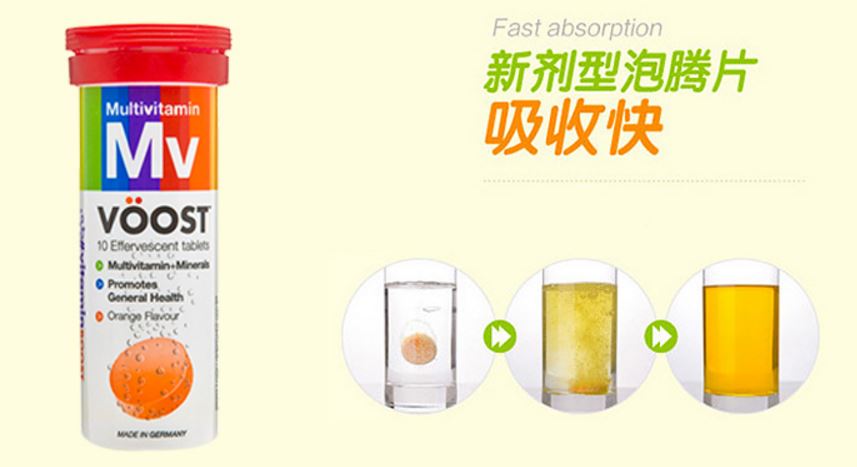 Multivitamin
Mv
VÖOST
10 Effervescent tablets
Multivitamin+Minerals
Promotes
General Health
Orange Flavour
MADE IN GERMANY
Fast absorption
新剂型泡腾片
吸收快